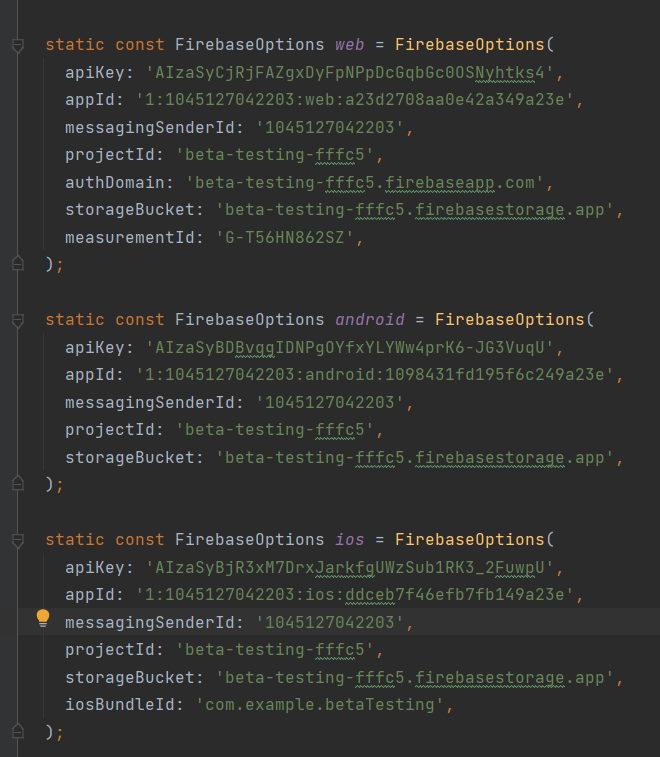 static const FirebaseOptions web = FirebaseOptions(
apiKey: 'AIzaSyCjRjFAZgxDyFpNPpDcGqbGc0OSNyhtks4',
appId: '1:1045127042203:web:a23d2708aa0e42a349a23e',
messagingSenderId: '1045127042203',
projectId: 'beta-testing-fffc5',
authDomain: 'beta-testing-fffc5.firebaseapp.com',
storageBucket: 'beta-testing-fffc5.firebasestorage.app',
measurementId: 'G-T56HN862SZ',
);
static const FirebaseOptions android = FirebaseOptions(
apiKey: 'AIzaSyBDBvqqIDNPgOYfxYLYWw4prK6-JG3VuqU',
appId: '1:1045127042203:android:1098431fd195f6c249a23e',
messagingSenderId: '1045127042203',
projectId: 'beta-testing-fffc5',
storageBucket: 'beta-testing-fffc5.firebasestorage.app',
);
static const FirebaseOptions ios = FirebaseOptions(
apiKey: 'AIzaSyBjR3xM7DrxJarkfqUWzSub1RK3_2FuwpU',
appId: '1:1045127042203:ios:ddceb7f46efb7fb149a23e',
messagingSenderId: '1045127042203',
projectId: 'beta-testing-fffc5',
storageBucket: 'beta-testing-fffc5.firebasestorage.app',
iosBundleId: 'com.example.betaTesting',
);